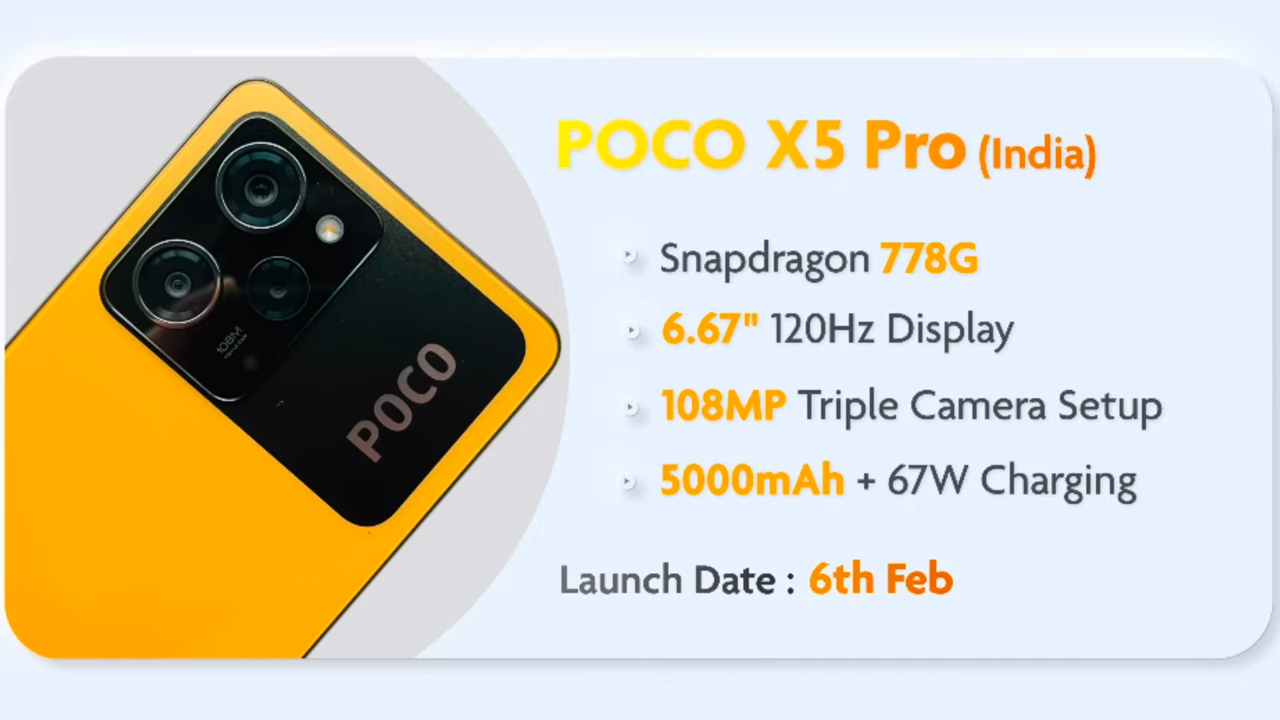 POCO X5 Pro (India)
Snapdragon 778G
6.67" 120Hz Display
108MP Triple Camera Setup
5000mAh + 67W Charging
Launch Date : 6th Feb
108M
POCO